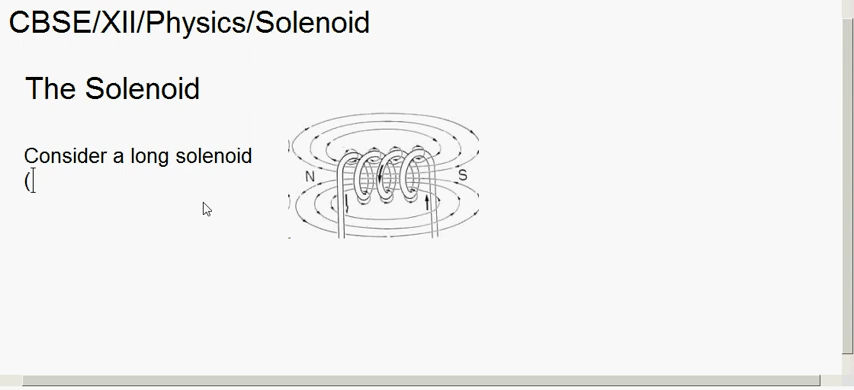 CBSE/XII/Physics/Solenoid
The Solenoid
Consider a long solenoid
(
N
S